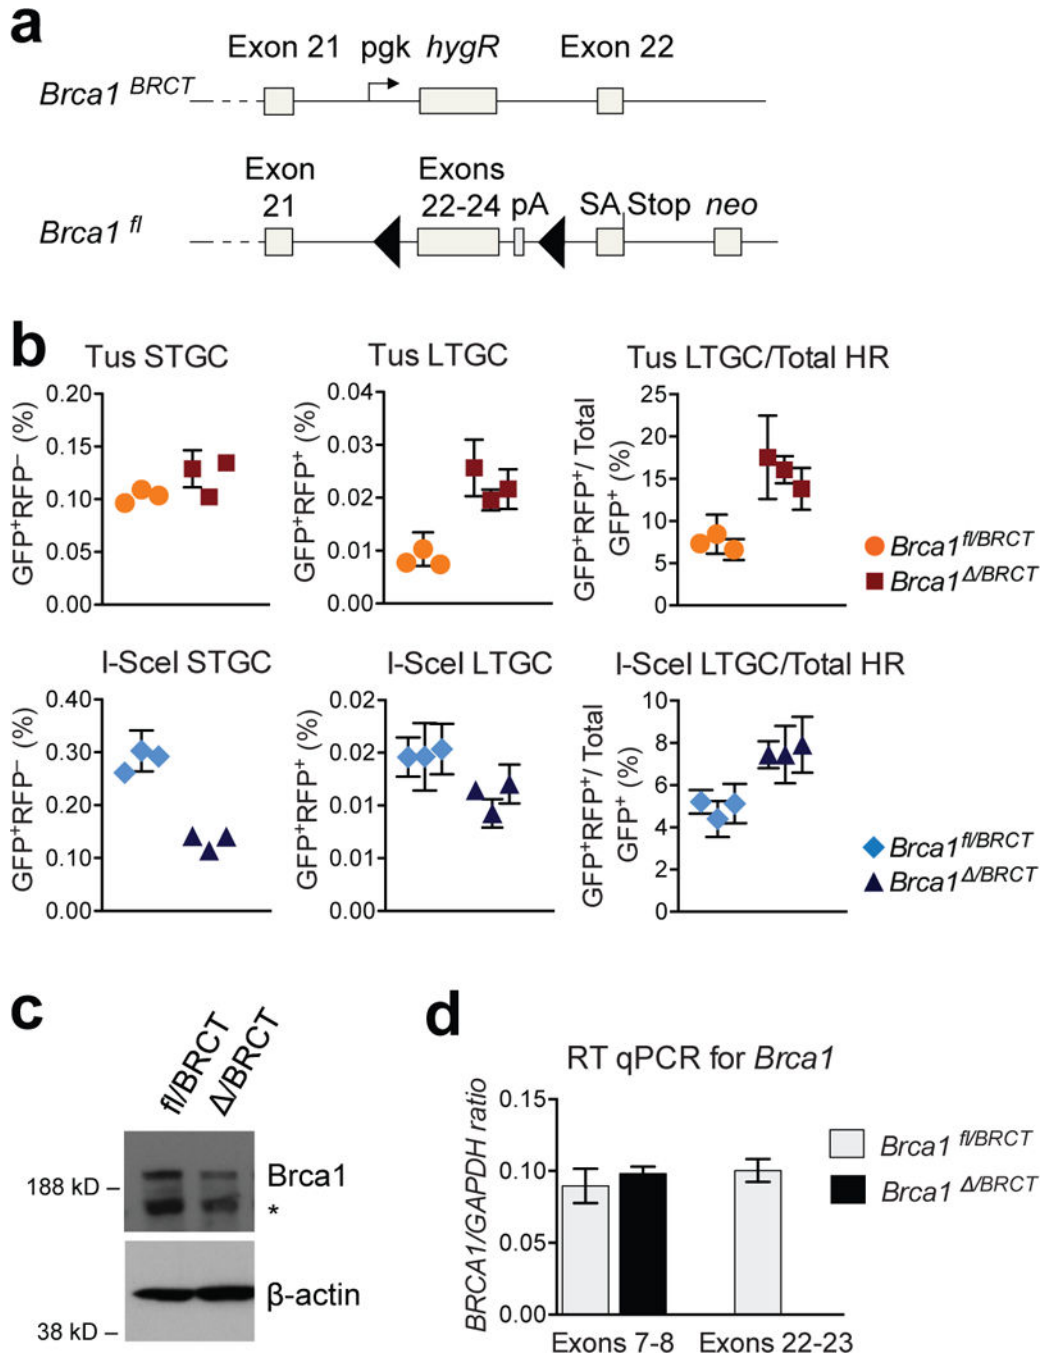 a
Exon 21 pgk hygR Exon 22
Brca1 BRCT
Exon 21 Exons 22-24 pA SA Stop neo
Brca1 fl
b
Tus STGC
GFP+RFP– (%)
0.20
0.15
0.10
0.05
0.00
Tus LTGC
GFP+RFP+ (%)
0.04
0.03
0.02
0.01
0.00
Tus LTGC/Total HR
GFP+RFP+/ Total
GFP+ (%)
25
20
15
10
5
0
Brca1 fl/BRCT
Brca1 Δ/BRCT
I-SceI STGC
GFP+RFP– (%)
0.40
0.30
0.20
0.10
0.00
I-SceI LTGC
GFP+RFP+ (%)
0.02
0.02
0.01
0.01
0.00
I-SceI LTGC/Total HR
GFP+RFP+/ Total
GFP+ (%)
10
8
6
4
2
0
Brca1 fl/BRCT
Brca1 Δ/BRCT
c
fl/BRCT
Δ/BRCT
Brca1
188 kD –
*
β-actin
38 kD –
d
RT qPCR for Brca1
BRCA1/GAPDH ratio
0.15
0.10
0.05
0.00
Exons 7-8 Exons 22-23
Brca1 fl/BRCT
Brca1 Δ/BRCT